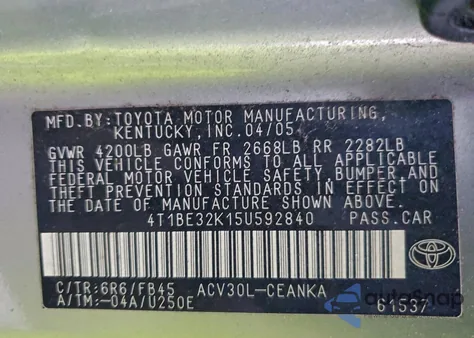 MFD.BY:TOYOTA MOTOR MANUFACTURING,
KENTUCKY,INC.04/05
GVWR 4200LB GAWR FR 2668LB RR 2282LB
THIS VEHICLE CONFORMS TO ALL APPLICABLE
FEDERAL MOTOR VEHICLE SAFETY,BUMPER,AND
THEFT PREVENTION STANDARDS IN EFFECT ON
THE DATE OF MANUFACTURE SHOWN ABOVE.
4T1BE32K15U592840 PASS.CAR
C/TR:6R6/FB45 ACV30L-CEANKA
A/TM:-04A/U250E 61537
TOYOTA
autosnap